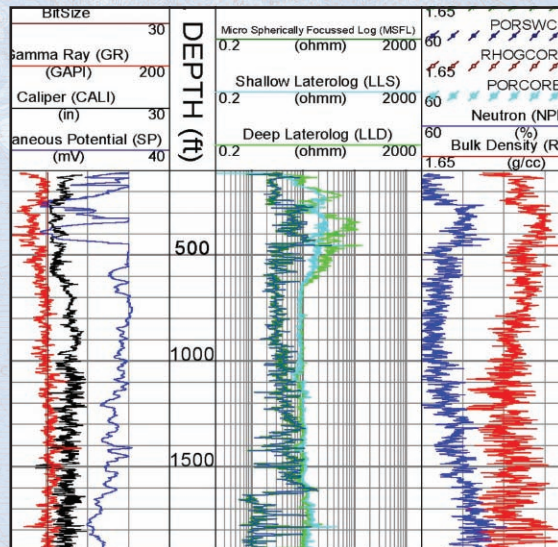 BitSize
30
Gamma Ray (GR)
(GAPI) 200
Caliper (CALI)
(in) 30
aneous Potential (SP)
(mV) 40
DEPTH (ft)
500
1000
1500
Micro Spherically Focussed Log (MSFL)
0.2 (ohmm) 2000
Shallow Laterolog (LLS)
0.2 (ohmm) 2000
Deep Laterolog (LLD)
0.2 (ohmm) 2000
1.65
PORSWC
60
RHOGCOR
1.65
PORCORE
60
Neutron (NP
60 (%)
Bulk Density (R
1.65 (g/cc)